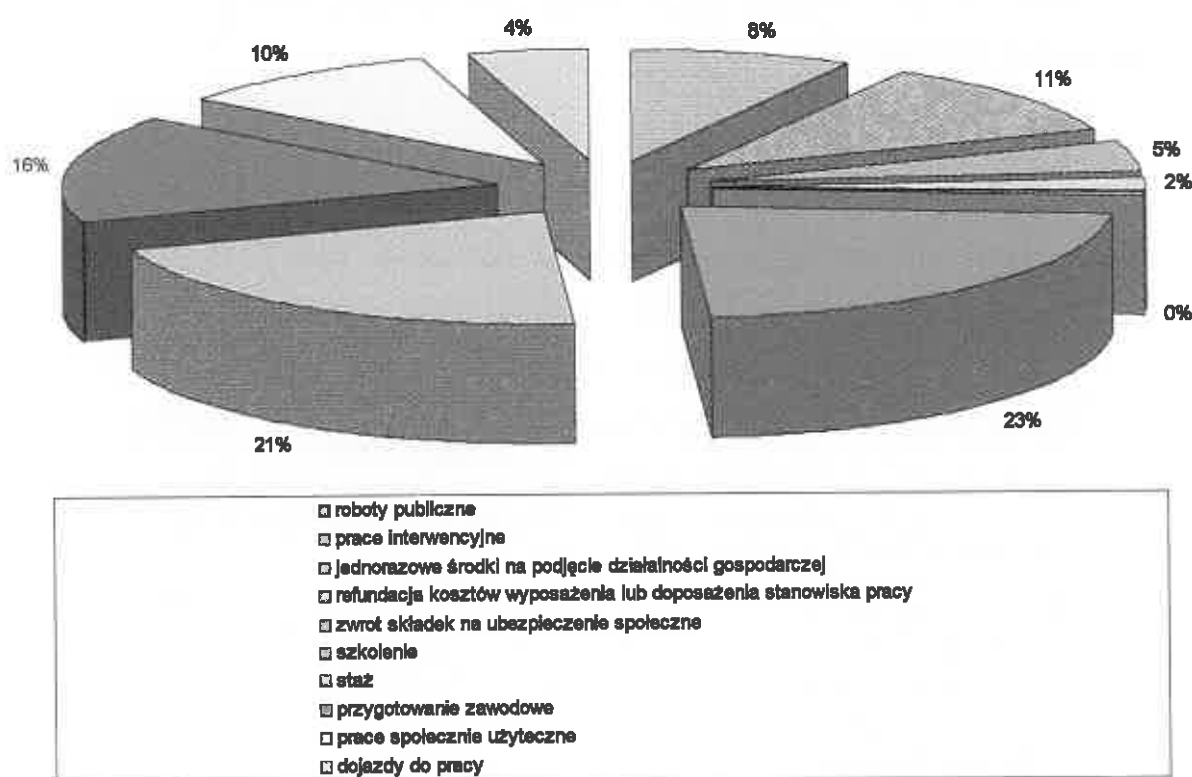 4%
8%
10%
11%
16%
5%
2%
0%
23%
21%
roboty publiczne
prace interwencyjne
jednorazowe środki na podjęcie działalności gospodarczej
refundacja kosztów wyposażenia lub doposażenia stanowiska pracy
zwrot składek na ubezpieczenie społeczne
szkolenie
staż
przygotowanie zawodowe
prace społecznie użyteczne
dojazdy do pracy